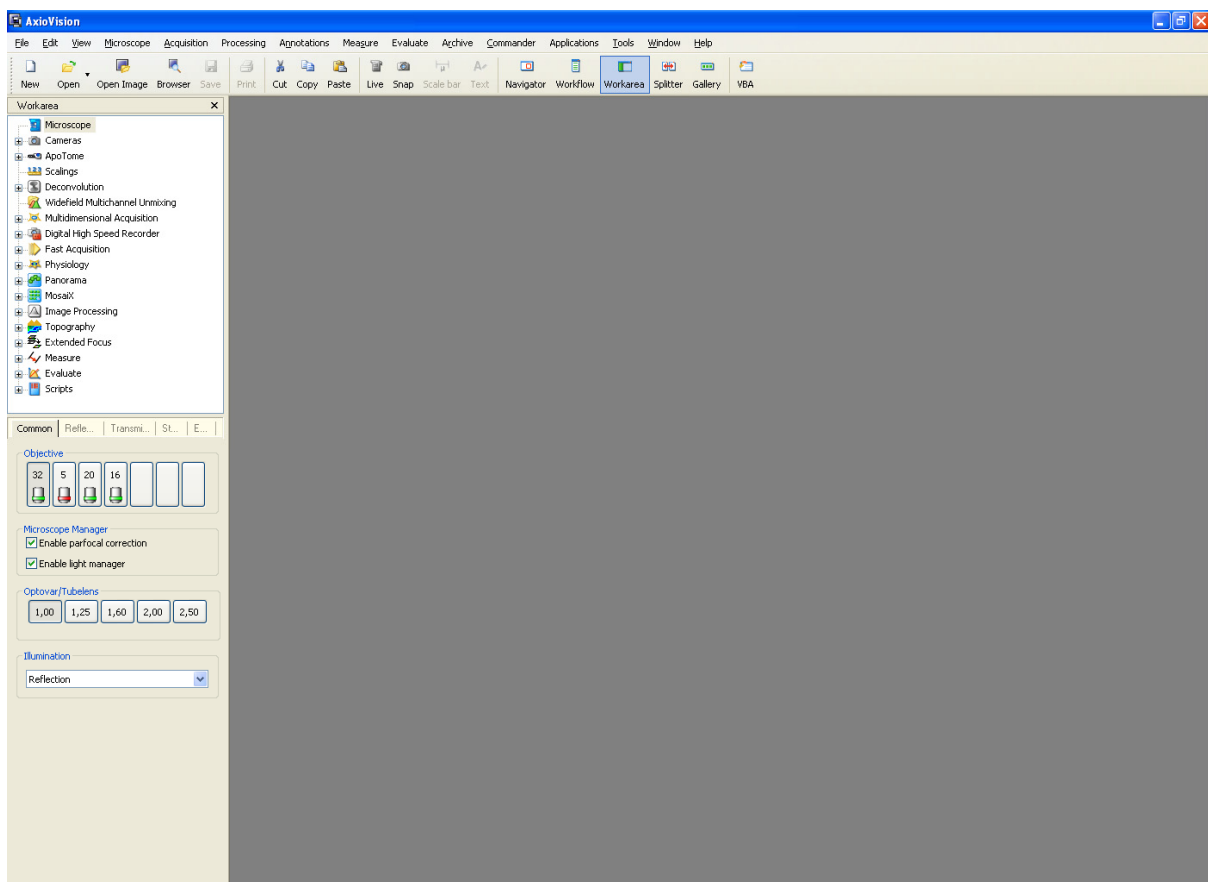 AxioVision
File Edit View Microscope Acquisition Processing Annotations Measure Evaluate Archive Commander Applications Tools Window Help
New Open Open Image Browser Save Print Cut Copy Paste Live Snap Scale bar Text Navigator Workflow Workarea Splitter Gallery VBA
Workarea
Microscope
Cameras
ApoTome
Scalings
Deconvolution
Widefield Multichannel Unmixing
Multidimensional Acquisition
Digital High Speed Recorder
Fast Acquisition
Physiology
Panorama
MosaiX
Image Processing
Topography
Extended Focus
Measure
Evaluate
Scripts
Common Refle... Transmi... St... E...
Objective
32 5 20 16
Microscope Manager
Enable parfocal correction
Enable light manager
Optovar/Tubelens
1,00 1,25 1,60 2,00 2,50
Illumination
Reflection